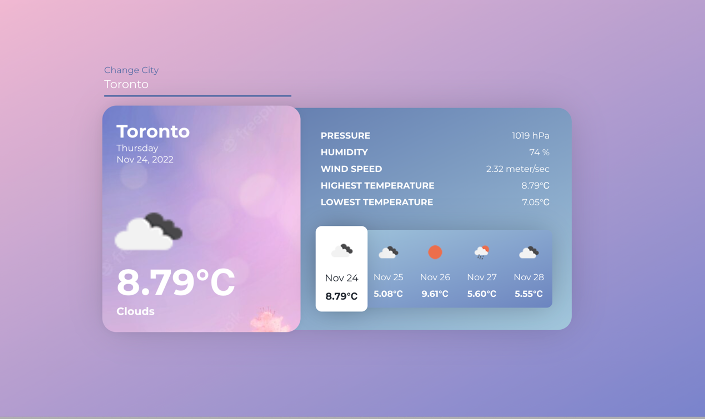 Change City
Toronto
Toronto
Thursday
Nov 24, 2022
8.79°C
Clouds
PRESSURE 1019 hPa
HUMIDITY 74 %
WIND SPEED 2.32 meter/sec
HIGHEST TEMPERATURE 8.79°C
LOWEST TEMPERATURE 7.05°C
Nov 24 Nov 25 Nov 26 Nov 27 Nov 28
8.79°C 5.08°C 9.61°C 5.60°C 5.55°C